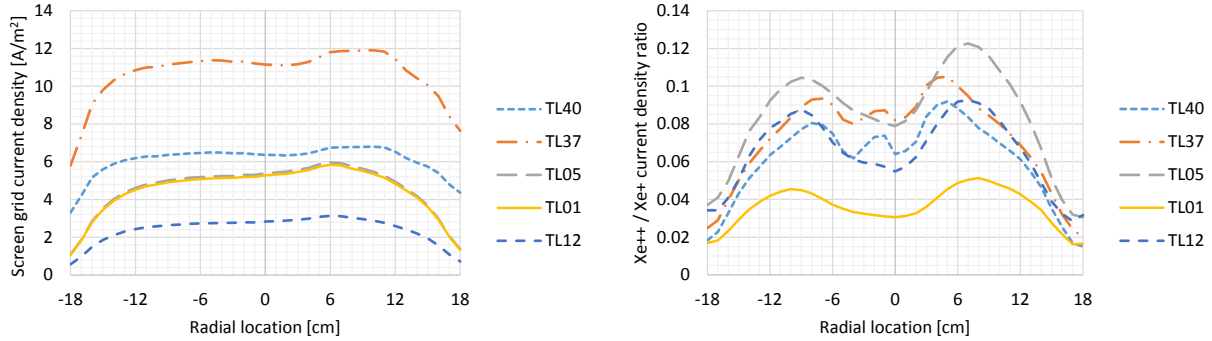 Screen grid current density [A/m²]
14
12
10
8
6
4
2
0
-18 -12 -6 0 6 12 18
Radial location [cm]
TL40
TL37
TL05
TL01
TL12
Xe++ / Xe+ current density ratio
0.14
0.12
0.1
0.08
0.06
0.04
0.02
0
-18 -12 -6 0 6 12 18
Radial location [cm]
TL40
TL37
TL05
TL01
TL12